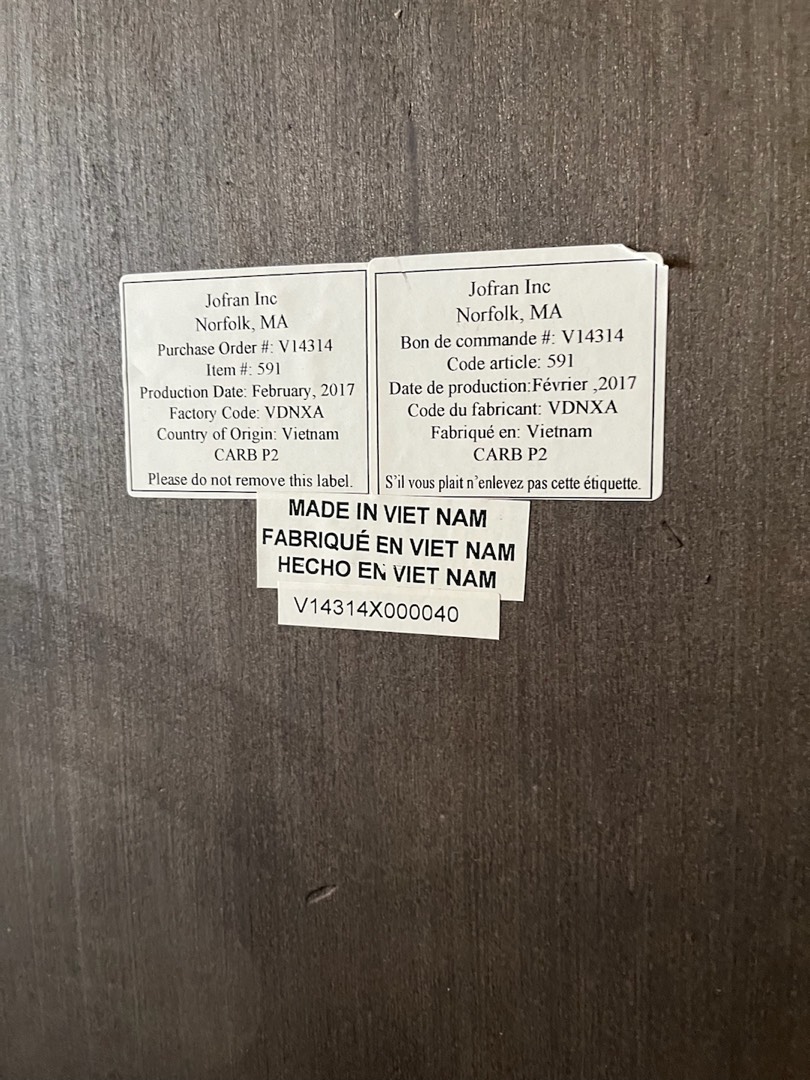 Jofran Inc
Norfolk, MA
Purchase Order #: V14314
Item #: 591
Production Date: February, 2017
Factory Code: VDNXA
Country of Origin: Vietnam
CARB P2
Please do not remove this label.
Jofran Inc
Norfolk, MA
Bon de commande #: V14314
Code article: 591
Date de production:Février ,2017
Code du fabricant: VDNXA
Fabriqué en: Vietnam
CARB P2
S'il vous plait n'enlevez pas cette étiquette.
MADE IN VIET NAM
FABRIQUÉ EN VIET NAM
HECHO EN VIET NAM
V14314X000040